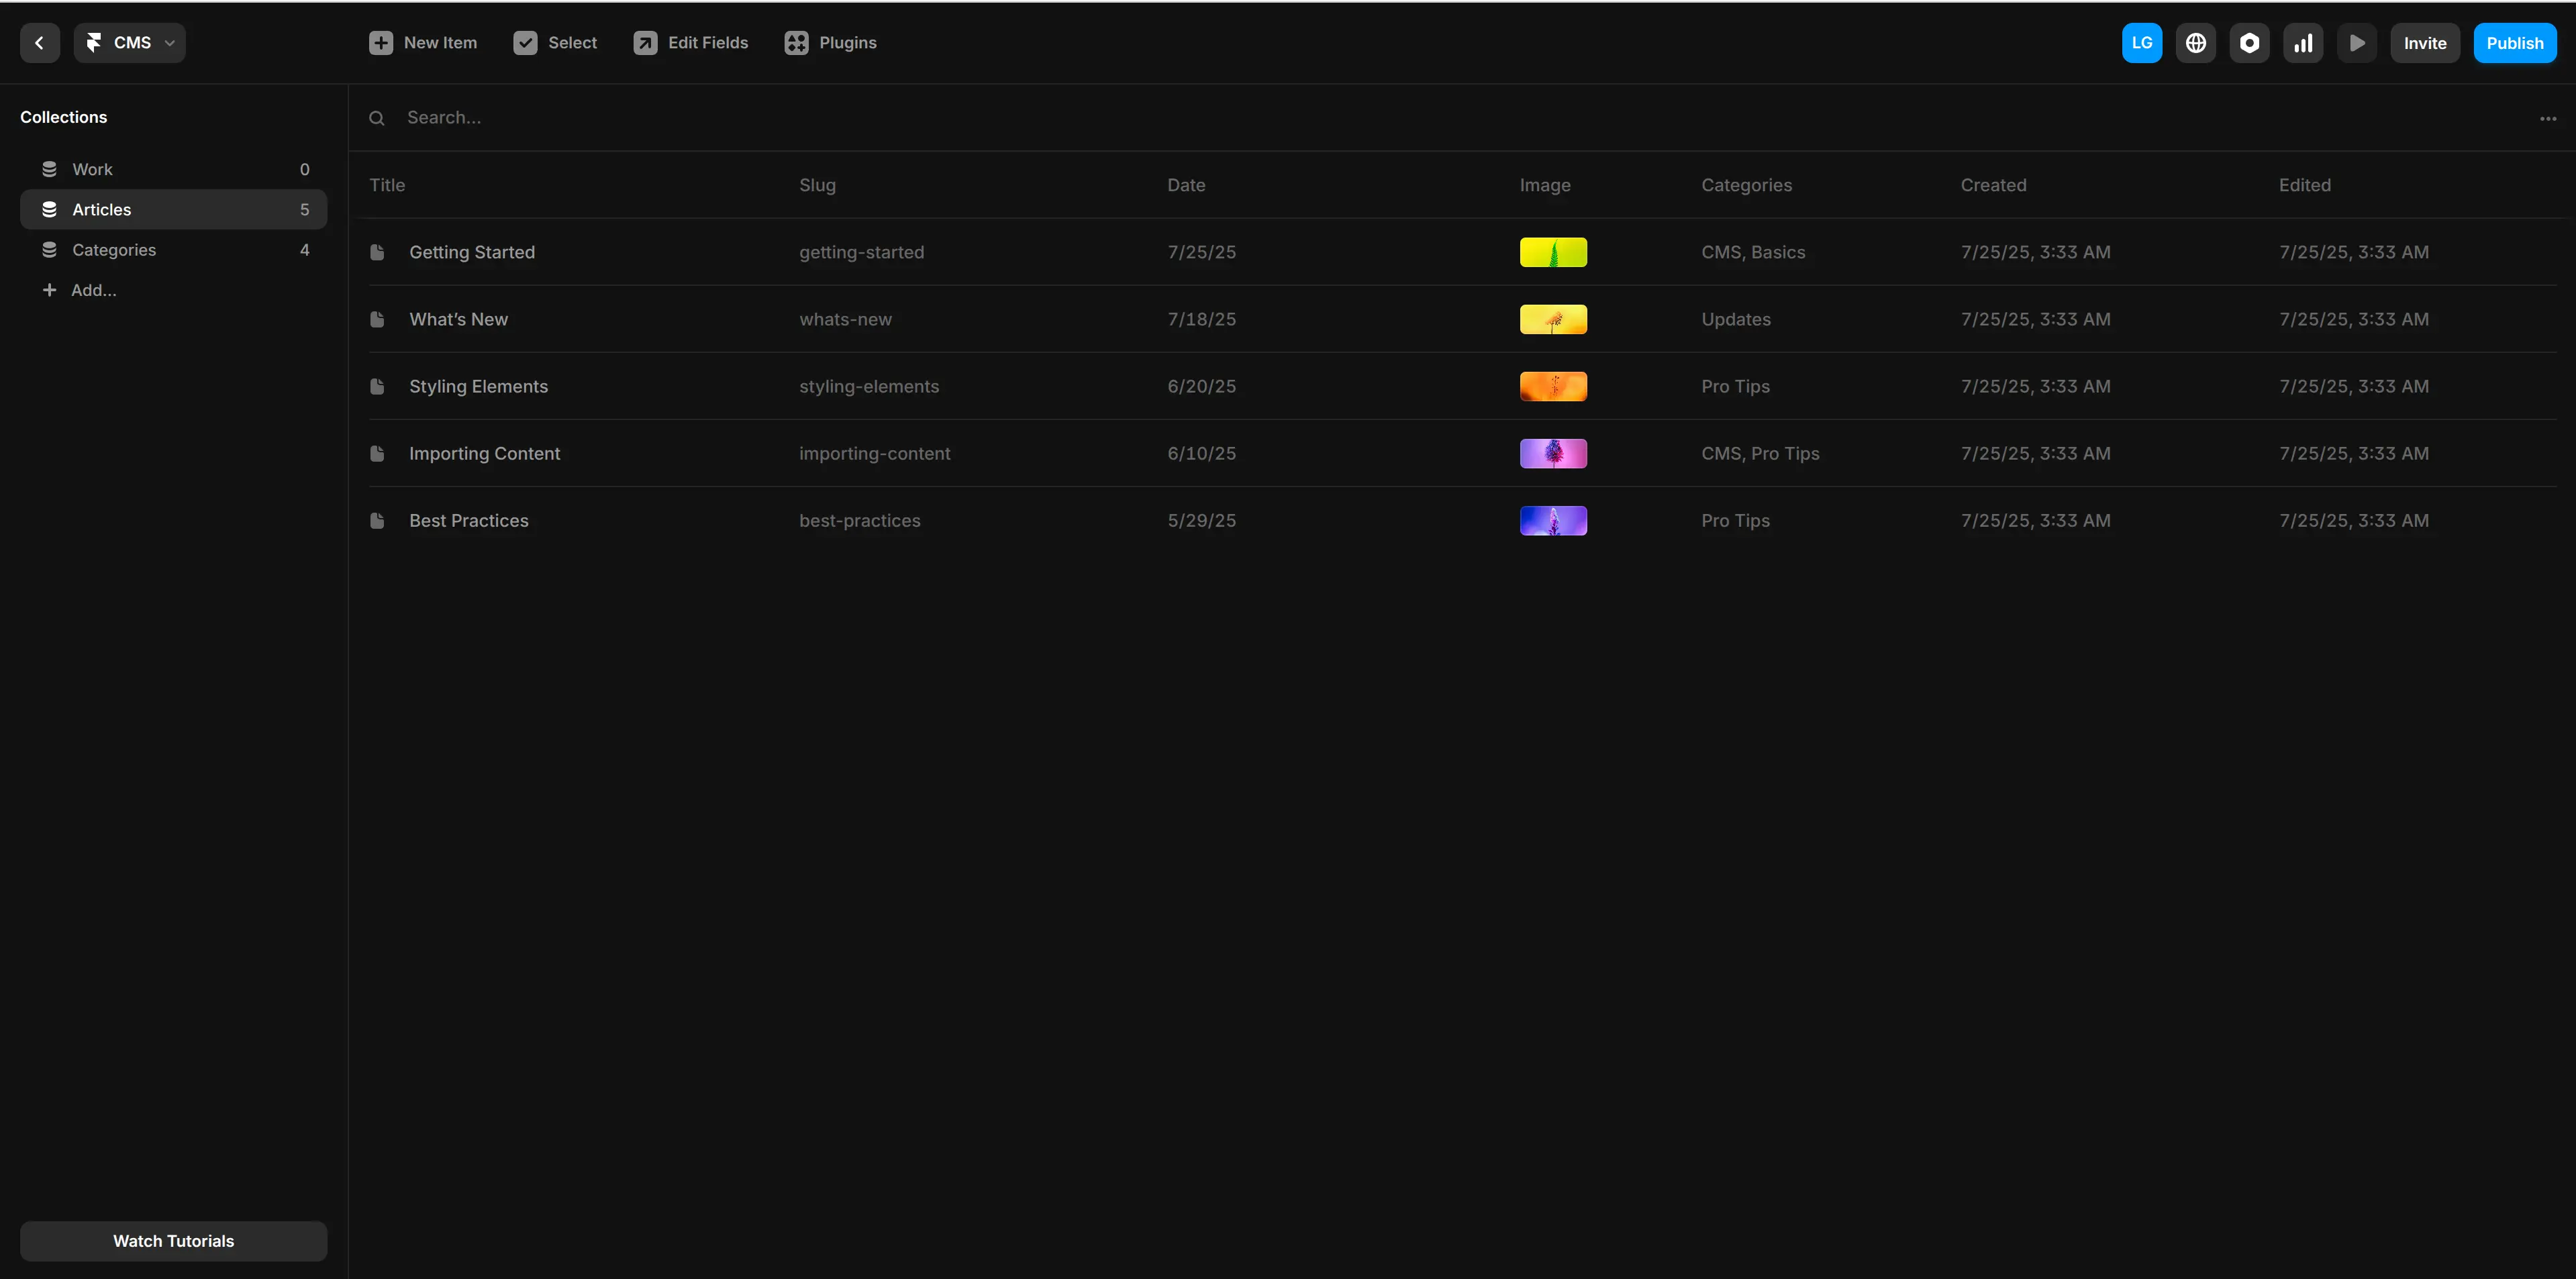 CMS New Item Select Edit Fields Plugins LG Invite Publish
Collections
Work 0
Articles 5
Categories 4
Add...
Search...
Title Slug Date Image Categories Created Edited
Getting Started getting-started 7/25/25 CMS, Basics 7/25/25, 3:33 AM 7/25/25, 3:33 AM
What’s New whats-new 7/18/25 Updates 7/25/25, 3:33 AM 7/25/25, 3:33 AM
Styling Elements styling-elements 6/20/25 Pro Tips 7/25/25, 3:33 AM 7/25/25, 3:33 AM
Importing Content importing-content 6/10/25 CMS, Pro Tips 7/25/25, 3:33 AM 7/25/25, 3:33 AM
Best Practices best-practices 5/29/25 Pro Tips 7/25/25, 3:33 AM 7/25/25, 3:33 AM
Watch Tutorials